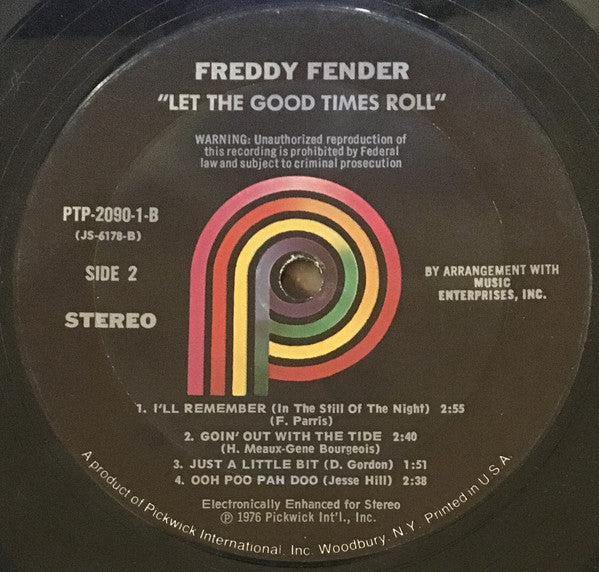 FREDDY FENDER
"LET THE GOOD TIMES ROLL"
WARNING: Unauthorized reproduction of
this recording is prohibited by Federal
law and subject to criminal prosecution
PTP-2090-1-B
(JS-6178-B)
SIDE 2
STEREO
BY ARRANGEMENT WITH
MUSIC
ENTERPRISES, INC.
1. I'LL REMEMBER (In The Still Of The Night) 2:55
(F. Parris)
2. GOIN' OUT WITH THE TIDE 2:40
(H. Meaux-Gene Bourgeois)
3. JUST A LITTLE BIT (D. Gordon) 1:51
4. OOH POO PAH DOO (Jesse Hill) 2:38
Electronically Enhanced for Stereo
℗ 1976 Pickwick Int'l., Inc.
A product of Pickwick International, Inc. Woodbury, N.Y. Printed in U.S.A.